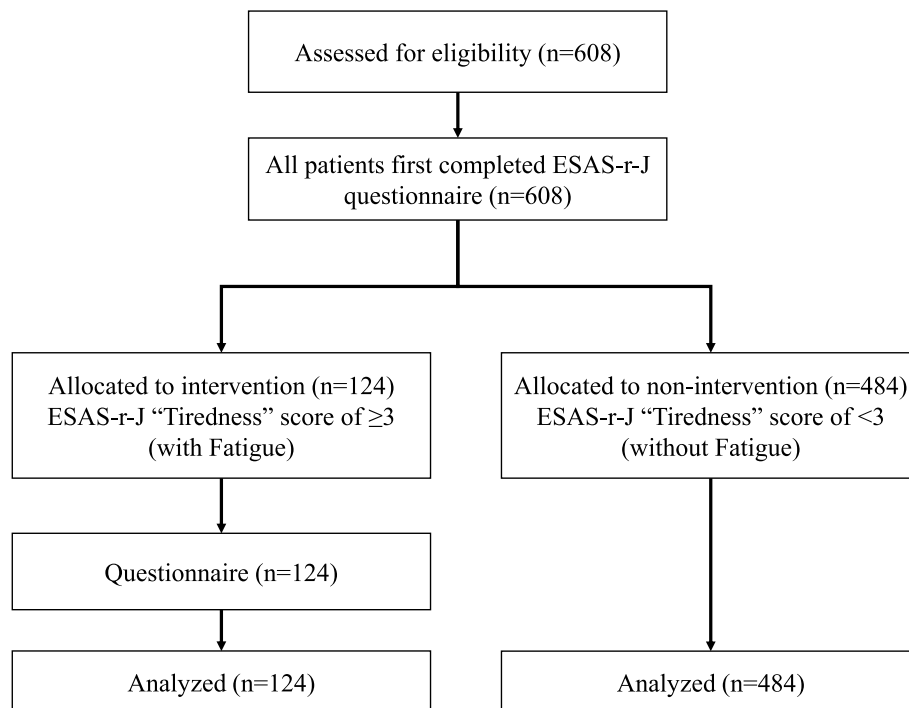 Assessed for eligibility (n=608)
All patients first completed ESAS-r-J
questionnaire (n=608)
Allocated to intervention (n=124)
ESAS-r-J “Tiredness” score of ≥3
(with Fatigue)
Allocated to non-intervention (n=484)
ESAS-r-J “Tiredness” score of <3
(without Fatigue)
Questionnaire (n=124)
Analyzed (n=124)
Analyzed (n=484)